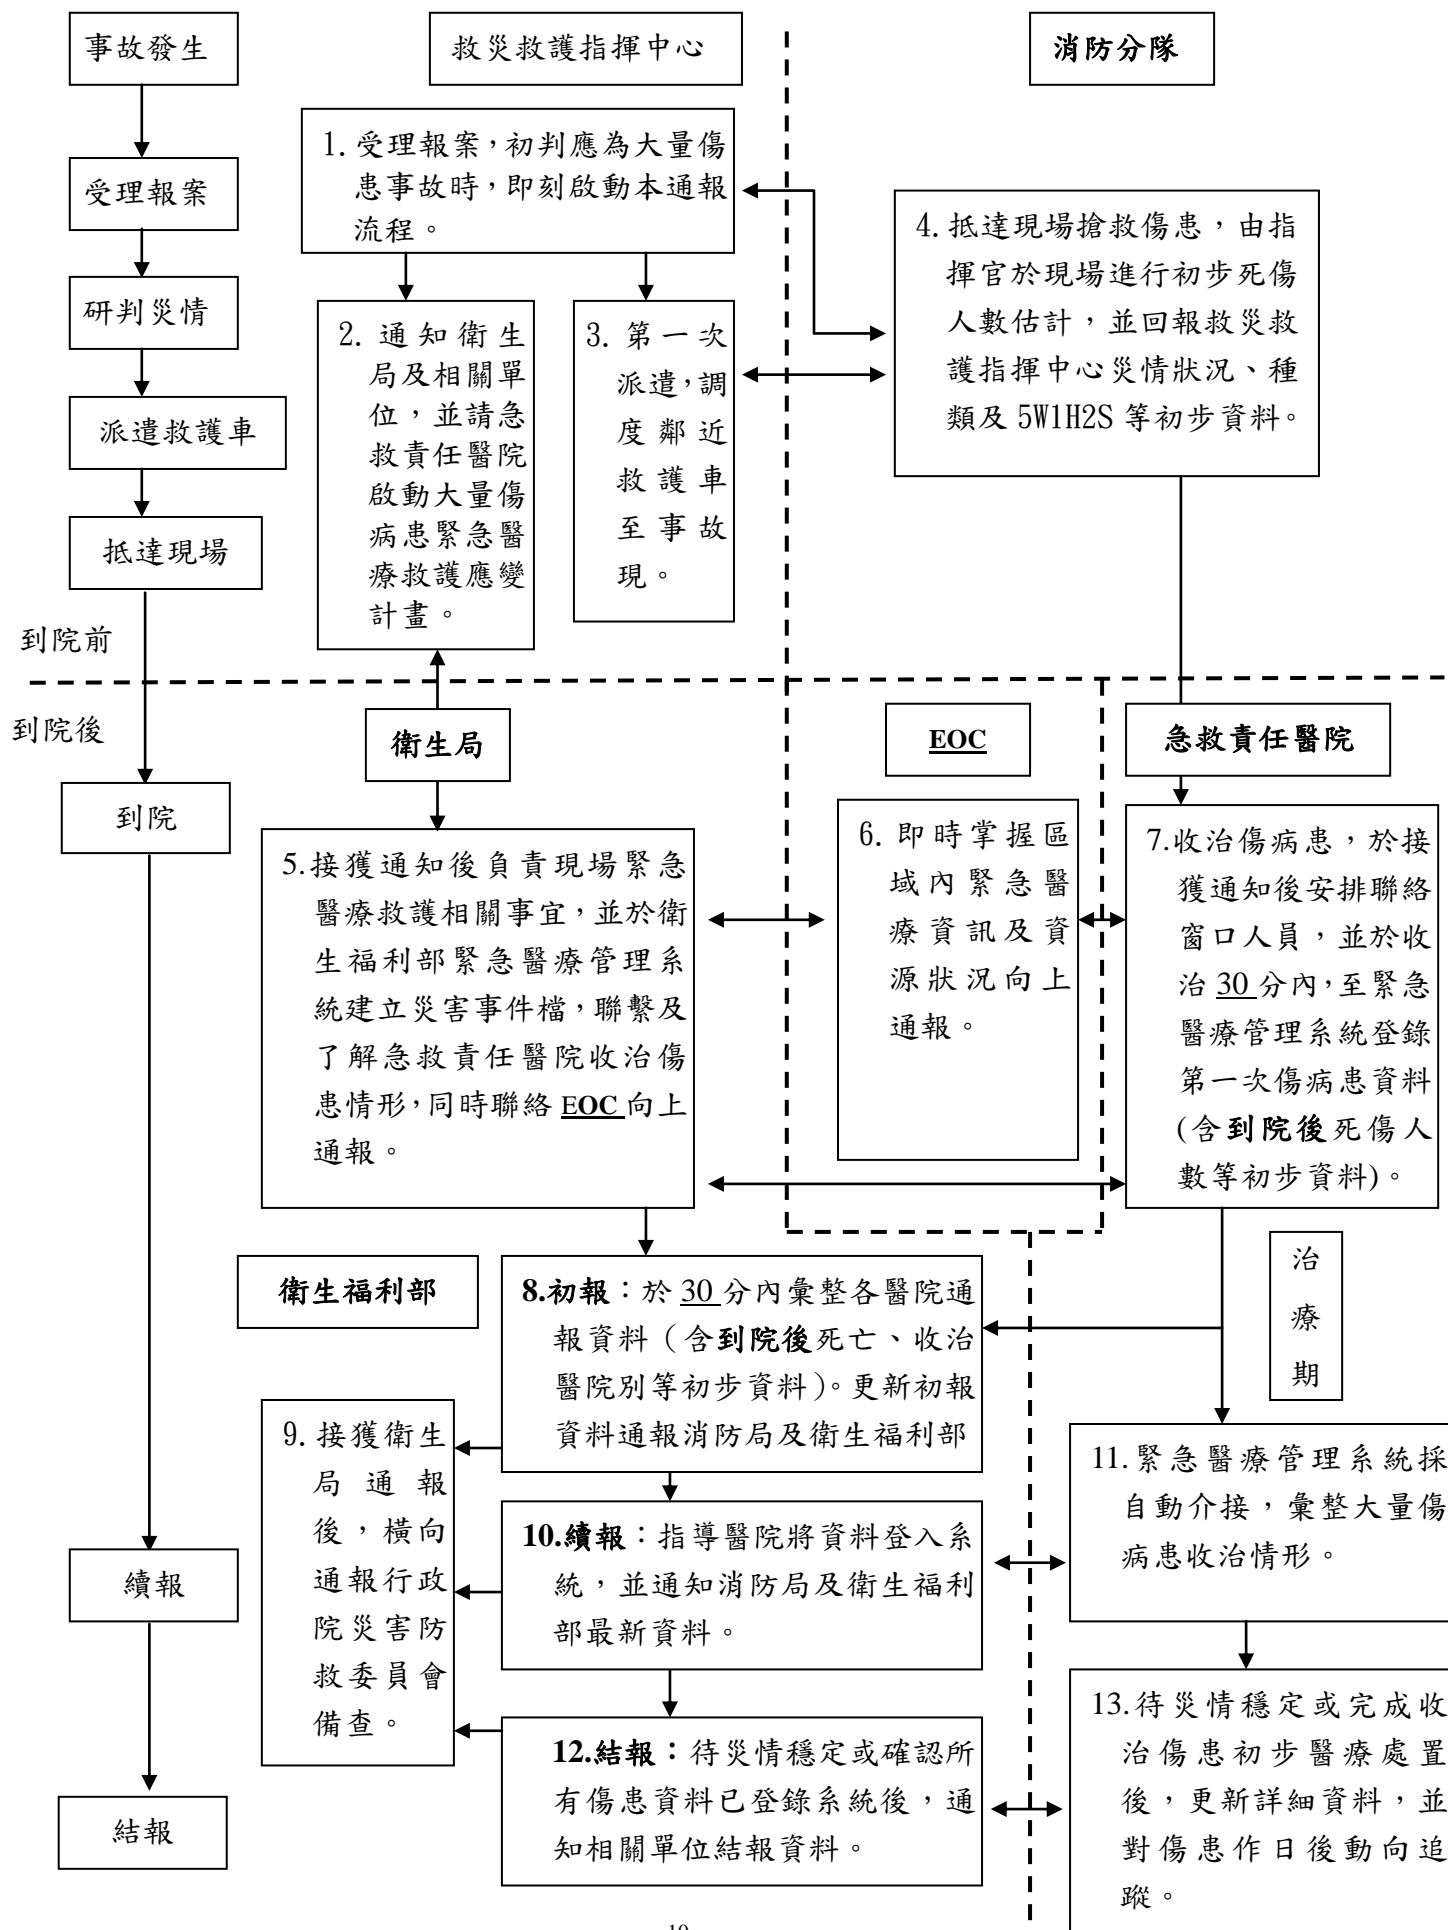 事故發生
救災救護指揮中心
消防分隊
受理報案
研判災情
派遣救護車
抵達現場
到院前
1. 受理報案，初判應為大量傷
患事故時，即刻啟動本通報
流程。
2. 通知衛生
局及相關單
位，並請急
救責任醫院
啟動大量傷
病患緊急醫
療救護應變
計畫。
3. 第一次
派遣，調
度鄰近
救護車
至事故
現。
4. 抵達現場搶救傷患，由指
揮官於現場進行初步死傷
人數估計，並回報救災救
護指揮中心災情狀況、種
類及 5W1H2S 等初步資料。
到院後
衛生局
EOC
急救責任醫院
到院
5.接獲通知後負責現場緊急
醫療救護相關事宜，並於衛
生福利部緊急醫療管理系
統建立災害事件檔，聯繫及
了解急救責任醫院收治傷
患情形，同時聯絡 EOC 向上
通報。
6. 即時掌握區
域內緊急醫
療資訊及資
源狀況向上
通報。
7.收治傷病患，於接
獲通知後安排聯絡
窗口人員，並於收
治 30 分內，至緊急
醫療管理系統登錄
第一次傷病患資料
(含到院後死傷人
數等初步資料)。
衛生福利部
8.初報：於 30 分內彙整各醫院通
報資料（含到院後死亡、收治
醫院別等初步資料）。更新初報
資料通報消防局及衛生福利部
治
療
期
9. 接獲衛生
局通報
後，橫向
通報行政
院災害防
救委員會
備查。
10.續報：指導醫院將資料登入系
統，並通知消防局及衛生福利
部最新資料。
11.緊急醫療管理系統採
自動介接，彙整大量傷
病患收治情形。
續報
12.結報：待災情穩定或確認所
有傷患資料已登錄系統後，通
知相關單位結報資料。
13.待災情穩定或完成收
治傷患初步醫療處置
後，更新詳細資料，並
對傷患作日後動向追
蹤。
結報
10